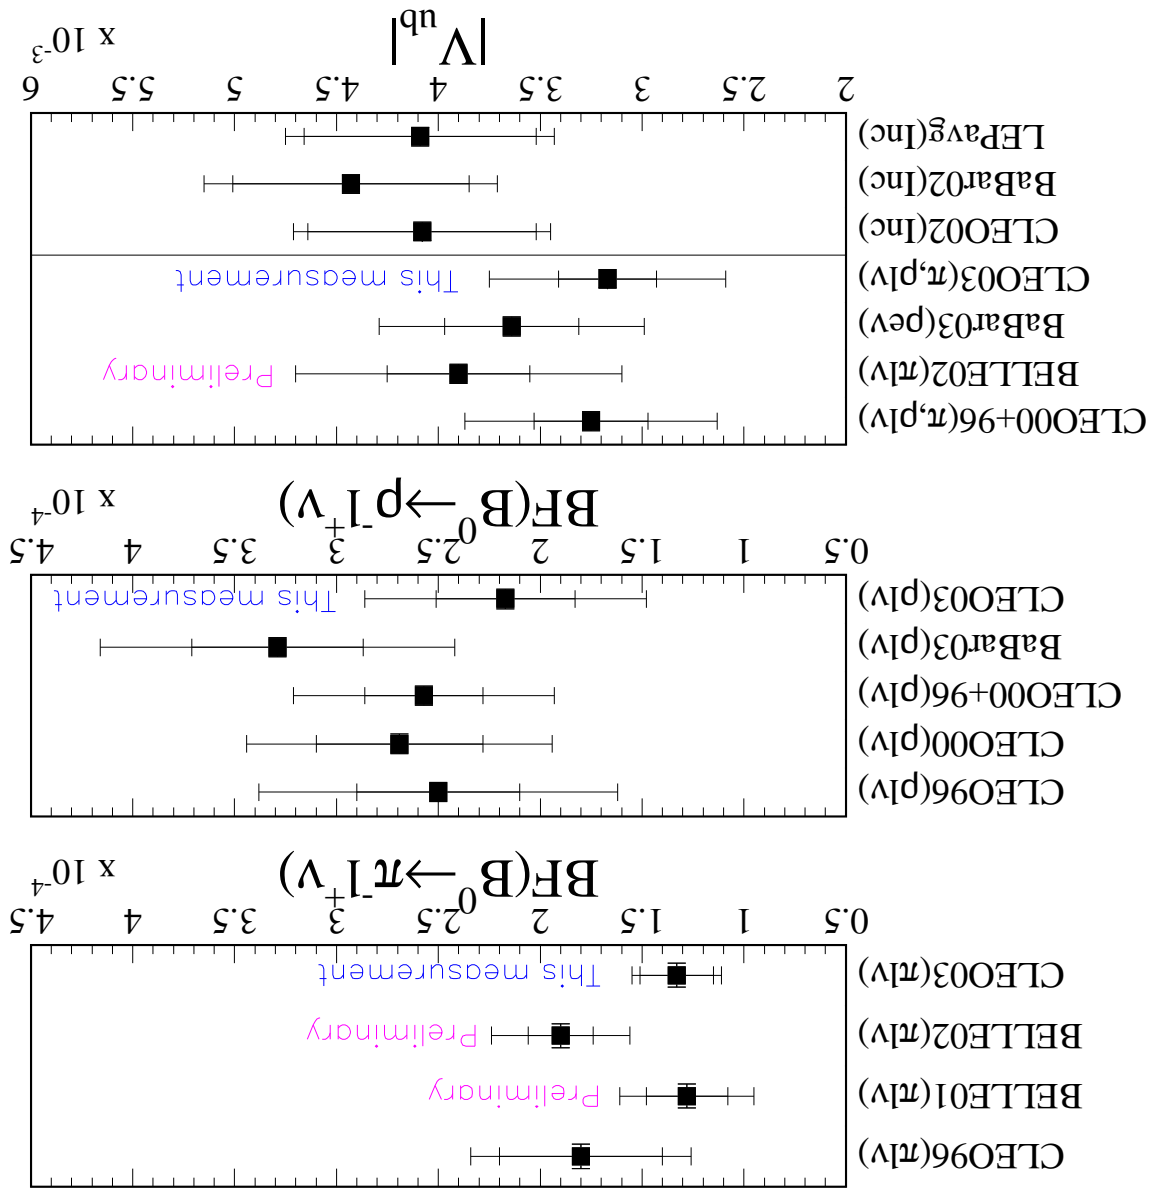 CLEO96(πlν)
BELLE01(πlν) Preliminary
BELLE02(πlν) Preliminary
CLEO03(πlν) This measurement
0.5 1 1.5 2 2.5 3 3.5 4 4.5
BF(B⁰→π⁻l⁺ν) x 10⁻⁴
CLEO96(ρlν)
CLEO00(ρlν)
CLEO00+96(ρlν)
BaBar03(ρlν)
CLEO03(ρlν) This measurement
0.5 1 1.5 2 2.5 3 3.5 4 4.5
BF(B⁰→ρ⁻l⁺ν) x 10⁻⁴
CLEO00+96(π,ρlν)
BELLE02(πlν) Preliminary
BaBar03(ρeν)
CLEO03(π,ρlν) This measurement
CLEO02(Inc)
BaBar02(Inc)
LEPavg(Inc)
2 2.5 3 3.5 4 4.5 5 5.5 6
|V_ub| x 10⁻³